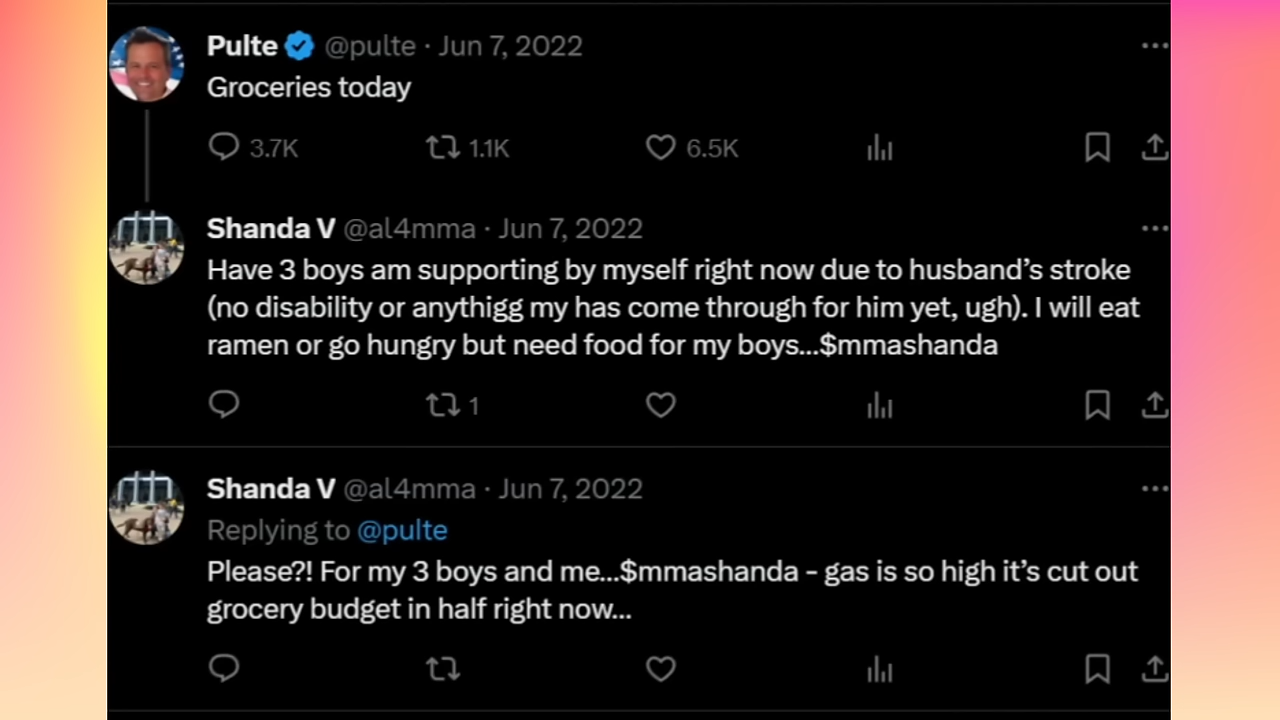 Pulte @pulte · Jun 7, 2022
Groceries today
3.7K 1.1K 6.5K
Shanda V @al4mma · Jun 7, 2022
Have 3 boys am supporting by myself right now due to husband’s stroke
(no disability or anythigg my has come through for him yet, ugh). I will eat
ramen or go hungry but need food for my boys...$mmashanda
1
Shanda V @al4mma · Jun 7, 2022
Replying to @pulte
Please?! For my 3 boys and me...$mmashanda - gas is so high it’s cut out
grocery budget in half right now...